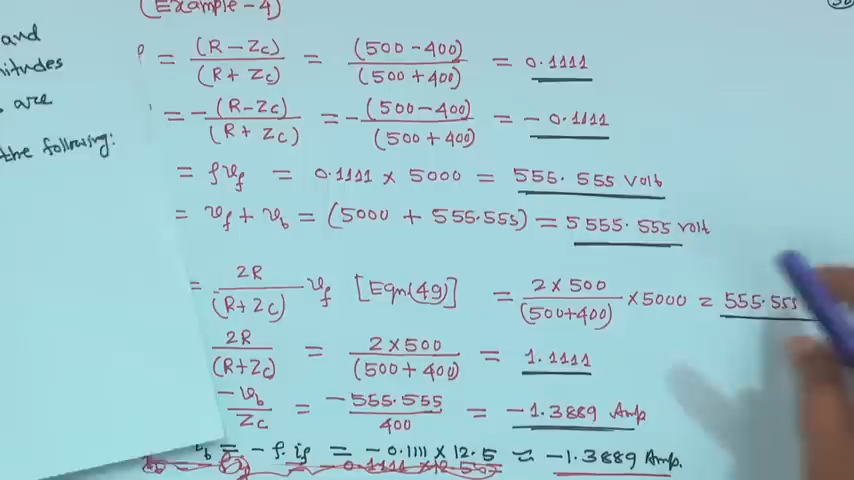 (Example-4)
and
nitudes
are
the following:
ρ = (R-Zc)/(R+Zc) = (500-400)/(500+400) = 0.1111
= -(R-Zc)/(R+Zc) = -(500-400)/(500+400) = -0.1111
= ρvf = 0.1111 × 5000 = 555.555 Volt
= vf + vb = (5000 + 555.555) = 5555.555 volt
= 2R/(R+Zc) vf [Eqn(49)] = 2×500/(500+400) ×5000 = 555.555
2R/(R+Zc) = 2×500/(500+400) = 1.1111
-vb/Zc = -555.555/400 = -1.3889 Amp
b = -ρ.if = -0.1111 × 12.5 ≈ -1.3889 Amp.